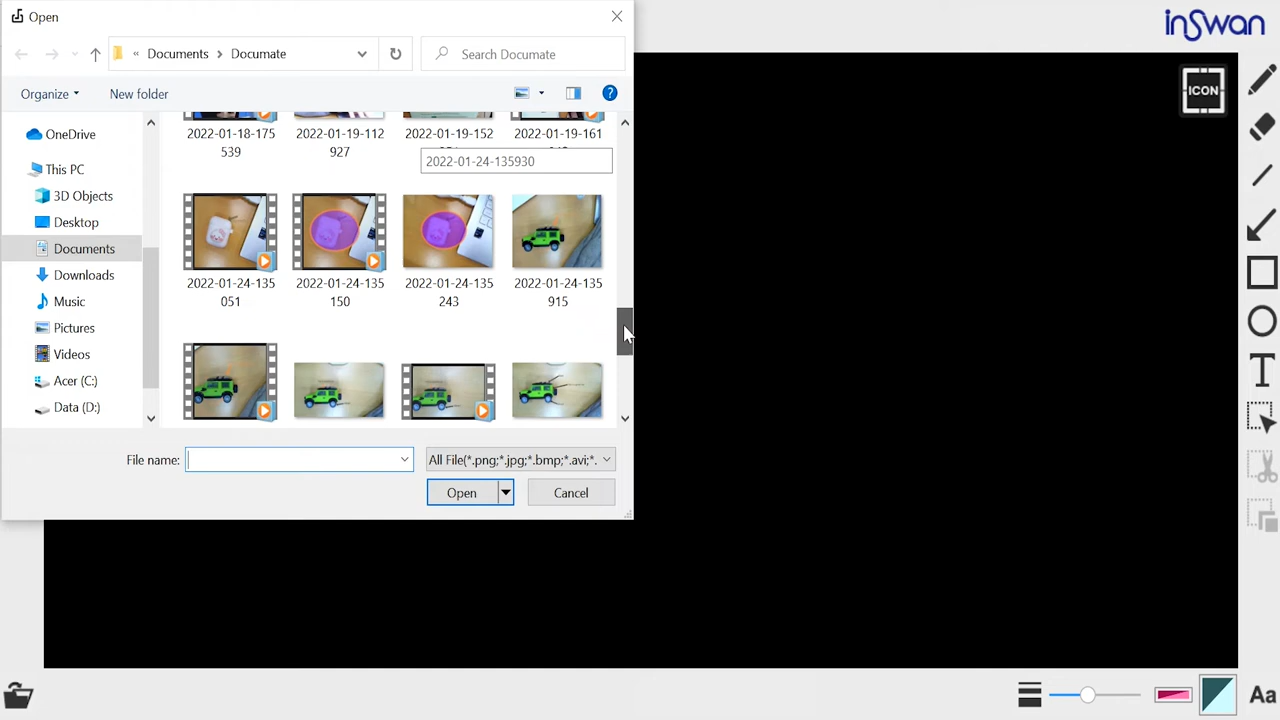 Open
inSwan
« Documents > Documate
Search Documate
Organize
New folder
ICON
OneDrive
This PC
3D Objects
Desktop
Documents
Downloads
Music
Pictures
Videos
Acer (C:)
Data (D:)
2022-01-18-175
539
2022-01-19-112
927
2022-01-19-152
2022-01-19-161
2022-01-24-135930
2022-01-24-135
051
2022-01-24-135
150
2022-01-24-135
243
2022-01-24-135
915
T
File name:
All File(*.png;*.jpg;*.bmp;*.avi;*.
Open
Cancel
Aa